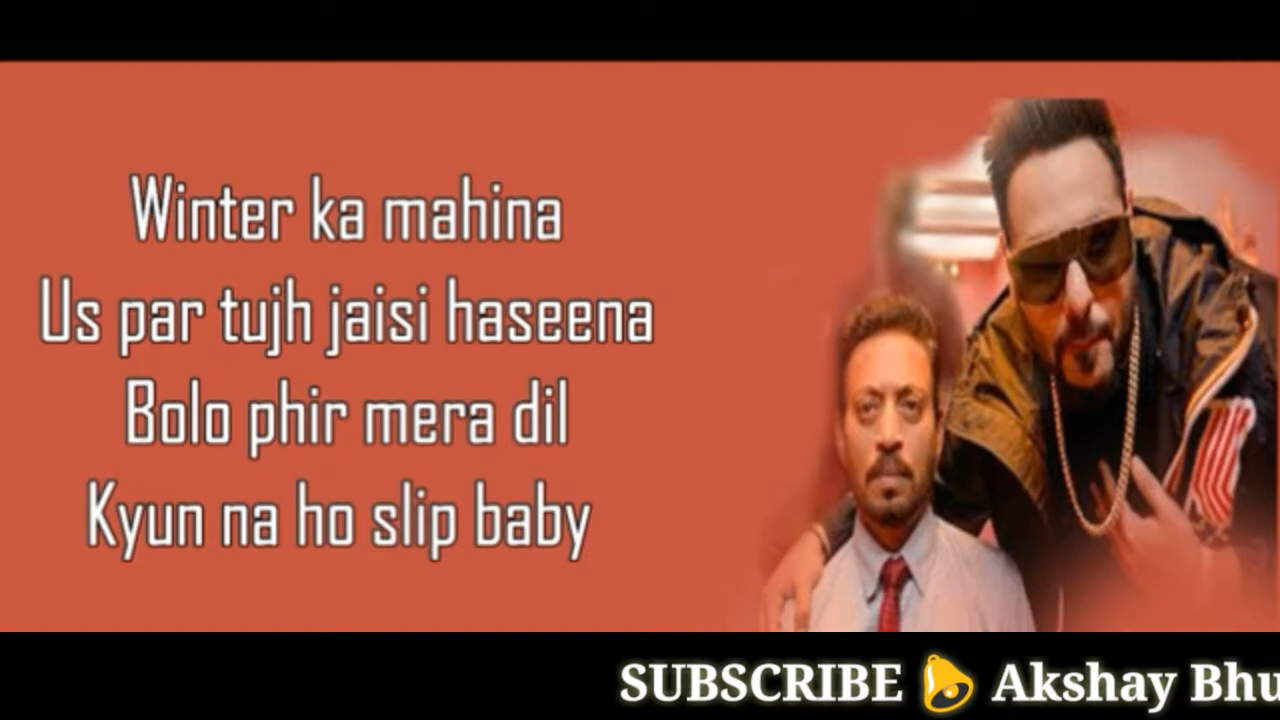 Winter ka mahina
Us par tujh jaisi haseena
Bolo phir mera dil
Kyun na ho slip baby
SUBSCRIBE 🔔 Akshay